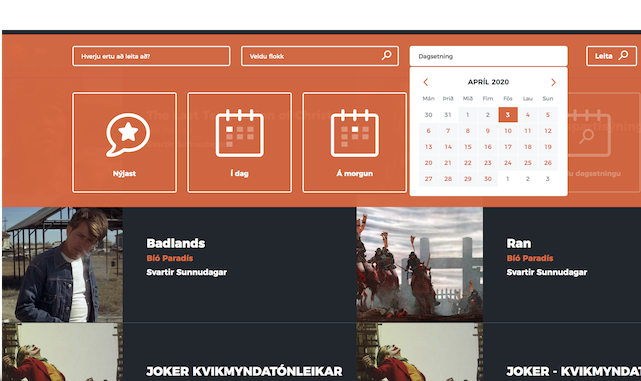 Hverju ertu að leita að?
Veldu flokk
Dagsetning
Leita
APRÍL 2020
Mán Þrið Mið Fim Fös Lau Sun
30 31 1 2 3 4 5
6 7 8 9 10 11 12
13 14 15 16 17 18 19
20 21 22 23 24 25 26
27 28 29 30 1 2 3
Nýjast
Í dag
Á morgun
dagsetningu
Badlands
Bíó Paradís
Svartir Sunnudagar
Ran
Bíó Paradís
Svartir Sunnudagar
JOKER KVIKMYNDATÓNLEIKAR
JOKER - KVIKMYNDA